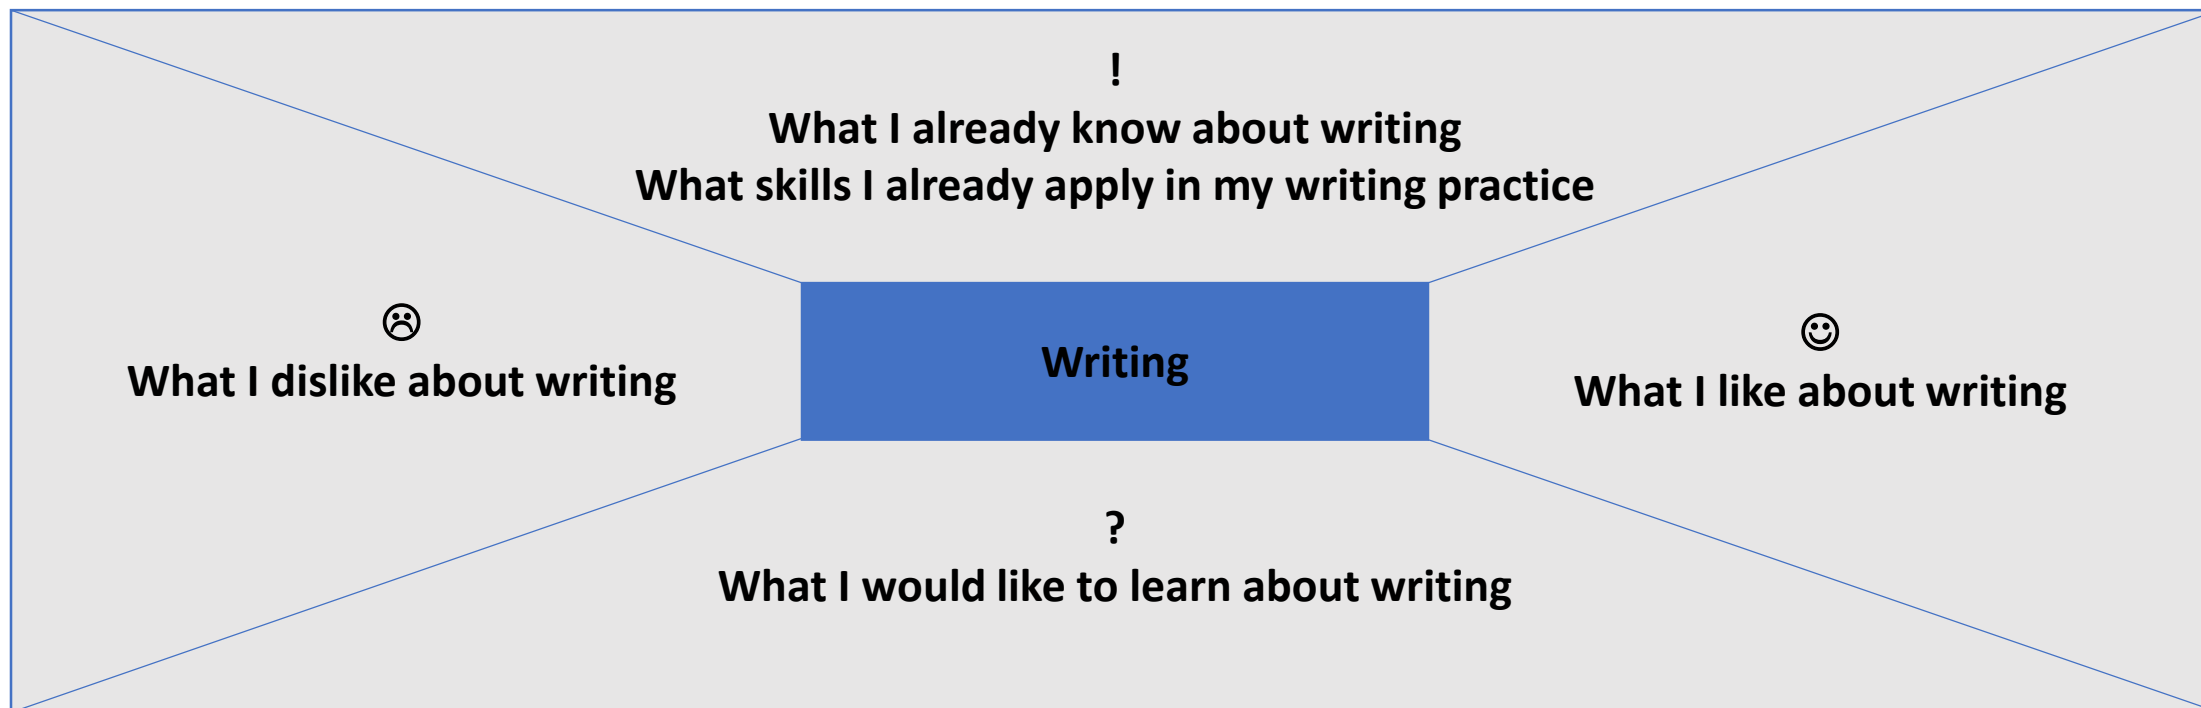 !
What I already know about writing
What skills I already apply in my writing practice
☹
What I dislike about writing
Writing
☺
What I like about writing
?
What I would like to learn about writing